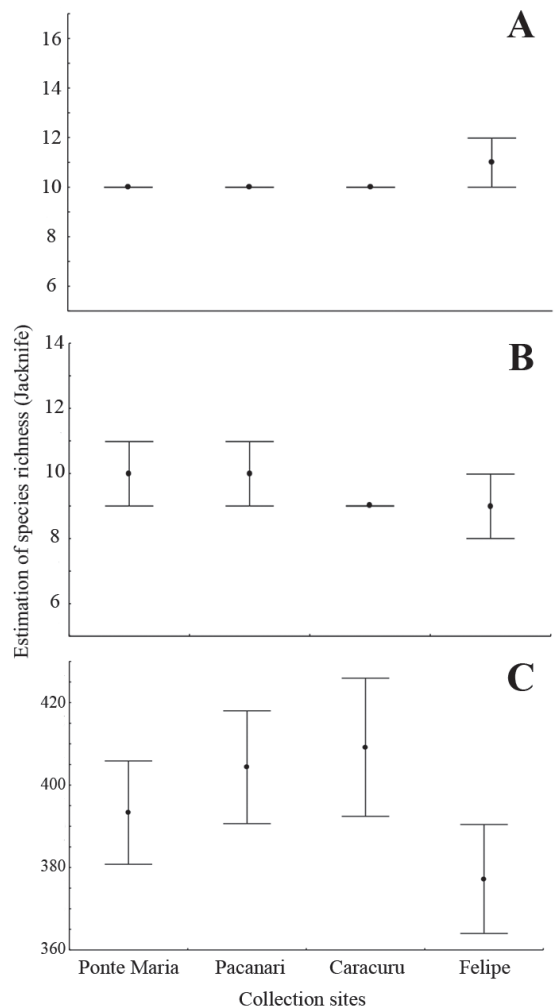 A
16
14
12
10
8
6
B
14
12
10
8
6
Estimation of species richness (Jacknife)
C
420
400
380
360
Ponte Maria Pacanari Caracuru Felipe
Collection sites